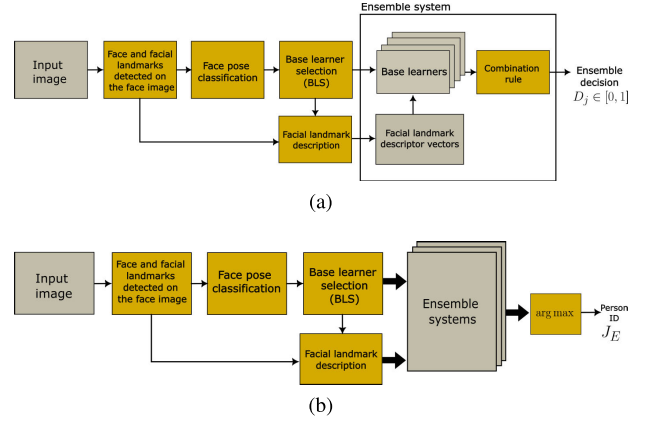 Ensemble system
Input
image
Face and facial
landmarks
detected on
the face image
Face pose
classification
Base learner
selection
(BLS)
Base learners
Combination
rule
Ensemble
decision
D_j ∈ [0, 1]
Facial landmark
description
Facial landmark
descriptor vectors
(a)
Input
image
Face and facial
landmarks
detected on
the face image
Face pose
classification
Base learner
selection
(BLS)
Ensemble
systems
arg max
Person
ID
J_E
Facial landmark
description
(b)